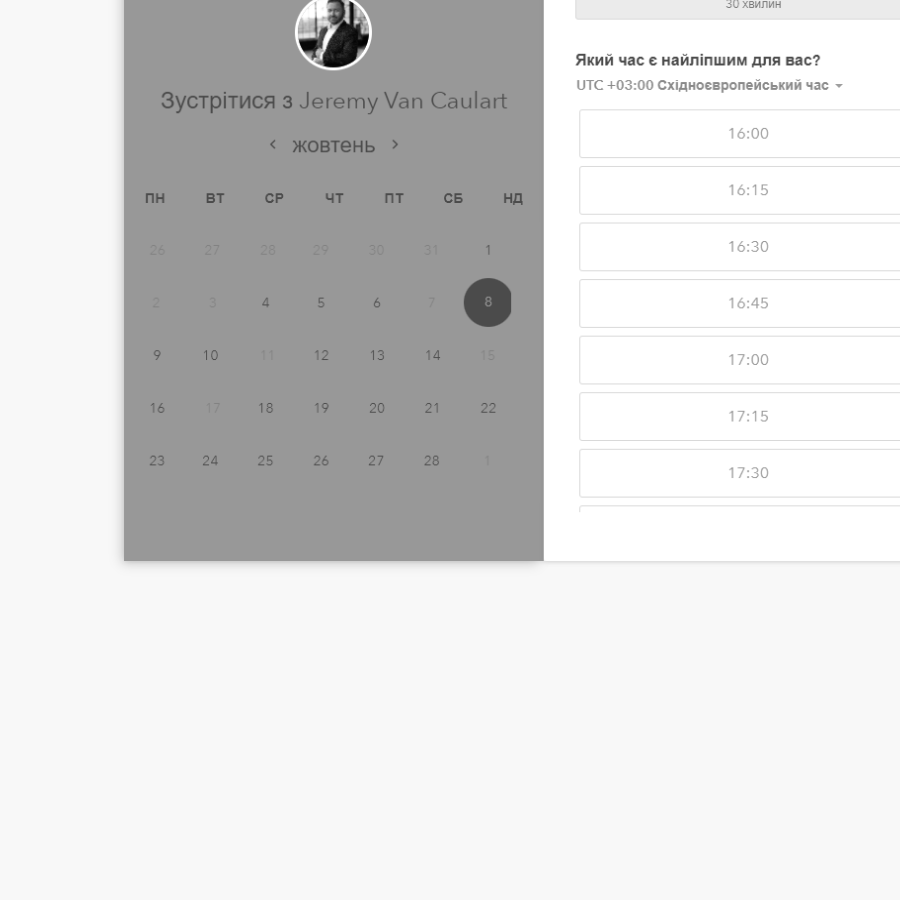 Зустрітися з Jeremy Van Caulart
жовтень
ПН ВТ СР ЧТ ПТ СБ НД
26 27 28 29 30 31 1
2 3 4 5 6 7 8
9 10 11 12 13 14 15
16 17 18 19 20 21 22
23 24 25 26 27 28 1
30 хвилин
Який час є найліпшим для вас?
UTC +03:00 Східноєвропейський час
16:00
16:15
16:30
16:45
17:00
17:15
17:30